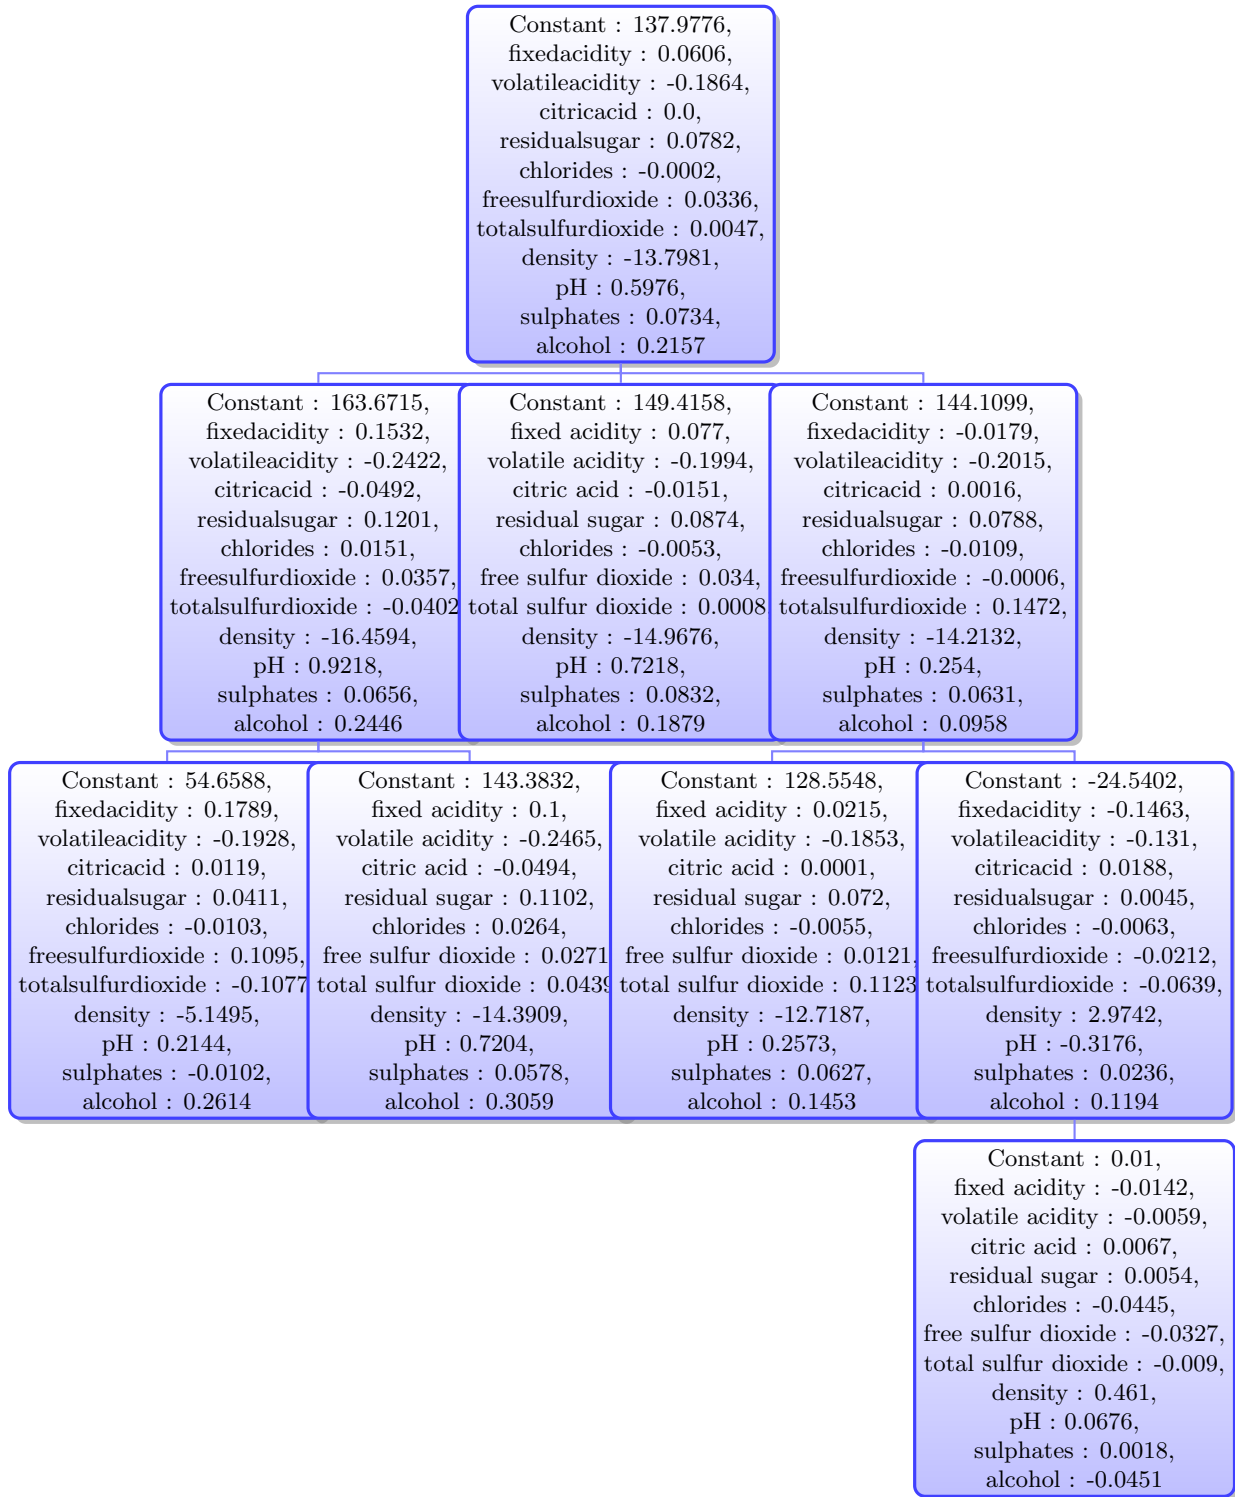 Constant : 137.9776,
fixedacidity : 0.0606,
volatileacidity : -0.1864,
citricacid : 0.0,
residualsugar : 0.0782,
chlorides : -0.0002,
freesulfurdioxide : 0.0336,
totalsulfurdioxide : 0.0047,
density : -13.7981,
pH : 0.5976,
sulphates : 0.0734,
alcohol : 0.2157
Constant : 163.6715,
fixedacidity : 0.1532,
volatileacidity : -0.2422,
citricacid : -0.0492,
residualsugar : 0.1201,
chlorides : 0.0151,
freesulfurdioxide : 0.0357,
totalsulfurdioxide : -0.0402
density : -16.4594,
pH : 0.9218,
sulphates : 0.0656,
alcohol : 0.2446
Constant : 149.4158,
fixed acidity : 0.077,
volatile acidity : -0.1994,
citric acid : -0.0151,
residual sugar : 0.0874,
chlorides : -0.0053,
free sulfur dioxide : 0.034,
total sulfur dioxide : 0.0008
density : -14.9676,
pH : 0.7218,
sulphates : 0.0832,
alcohol : 0.1879
Constant : 144.1099,
fixedacidity : -0.0179,
volatileacidity : -0.2015,
citricacid : 0.0016,
residualsugar : 0.0788,
chlorides : -0.0109,
freesulfurdioxide : -0.0006,
totalsulfurdioxide : 0.1472,
density : -14.2132,
pH : 0.254,
sulphates : 0.0631,
alcohol : 0.0958
Constant : 54.6588,
fixedacidity : 0.1789,
volatileacidity : -0.1928,
citricacid : 0.0119,
residualsugar : 0.0411,
chlorides : -0.0103,
freesulfurdioxide : 0.1095,
totalsulfurdioxide : -0.1077
density : -5.1495,
pH : 0.2144,
sulphates : -0.0102,
alcohol : 0.2614
Constant : 143.3832,
fixed acidity : 0.1,
volatile acidity : -0.2465,
citric acid : -0.0494,
residual sugar : 0.1102,
chlorides : 0.0264,
free sulfur dioxide : 0.0271
total sulfur dioxide : 0.0439
density : -14.3909,
pH : 0.7204,
sulphates : 0.0578,
alcohol : 0.3059
Constant : 128.5548,
fixed acidity : 0.0215,
volatile acidity : -0.1853,
citric acid : 0.0001,
residual sugar : 0.072,
chlorides : -0.0055,
free sulfur dioxide : 0.0121,
total sulfur dioxide : 0.1123
density : -12.7187,
pH : 0.2573,
sulphates : 0.0627,
alcohol : 0.1453
Constant : -24.5402,
fixedacidity : -0.1463,
volatileacidity : -0.131,
citricacid : 0.0188,
residualsugar : 0.0045,
chlorides : -0.0063,
freesulfurdioxide : -0.0212,
totalsulfurdioxide : -0.0639,
density : 2.9742,
pH : -0.3176,
sulphates : 0.0236,
alcohol : 0.1194
Constant : 0.01,
fixed acidity : -0.0142,
volatile acidity : -0.0059,
citric acid : 0.0067,
residual sugar : 0.0054,
chlorides : -0.0445,
free sulfur dioxide : -0.0327,
total sulfur dioxide : -0.009,
density : 0.461,
pH : 0.0676,
sulphates : 0.0018,
alcohol : -0.0451